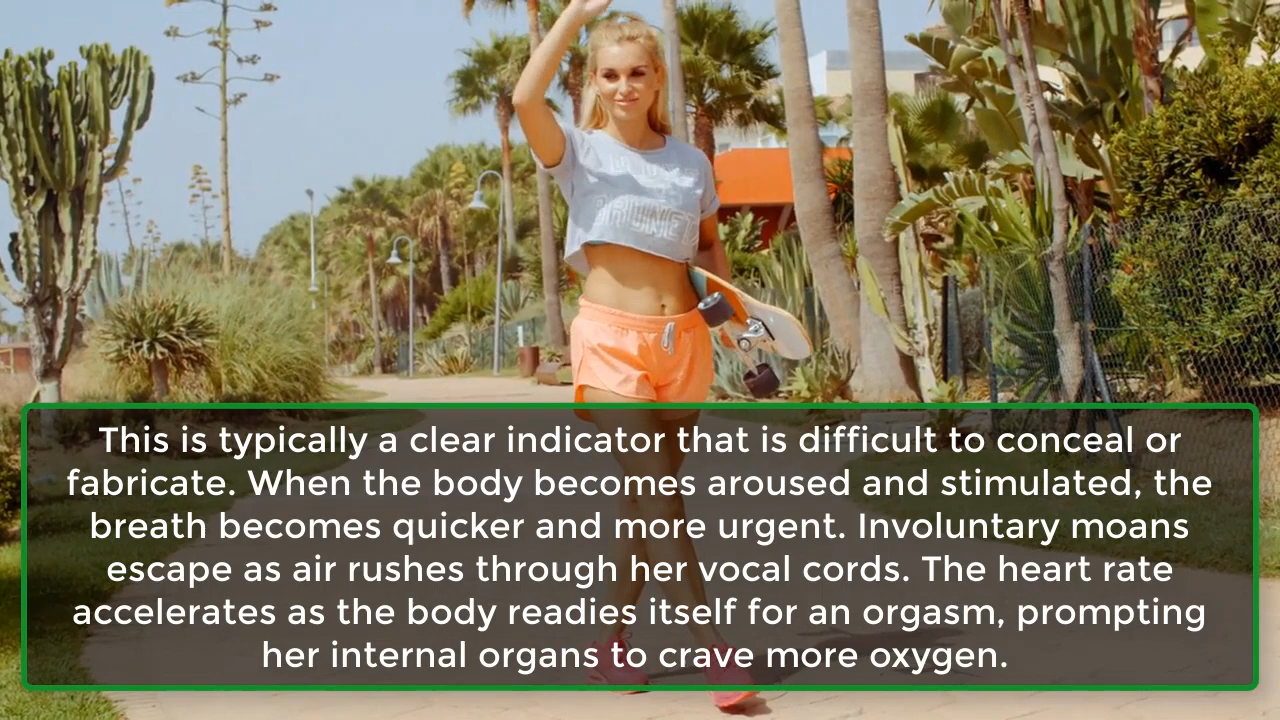 This is typically a clear indicator that is difficult to conceal or
fabricate. When the body becomes aroused and stimulated, the
breath becomes quicker and more urgent. Involuntary moans
escape as air rushes through her vocal cords. The heart rate
accelerates as the body readies itself for an orgasm, prompting
her internal organs to crave more oxygen.